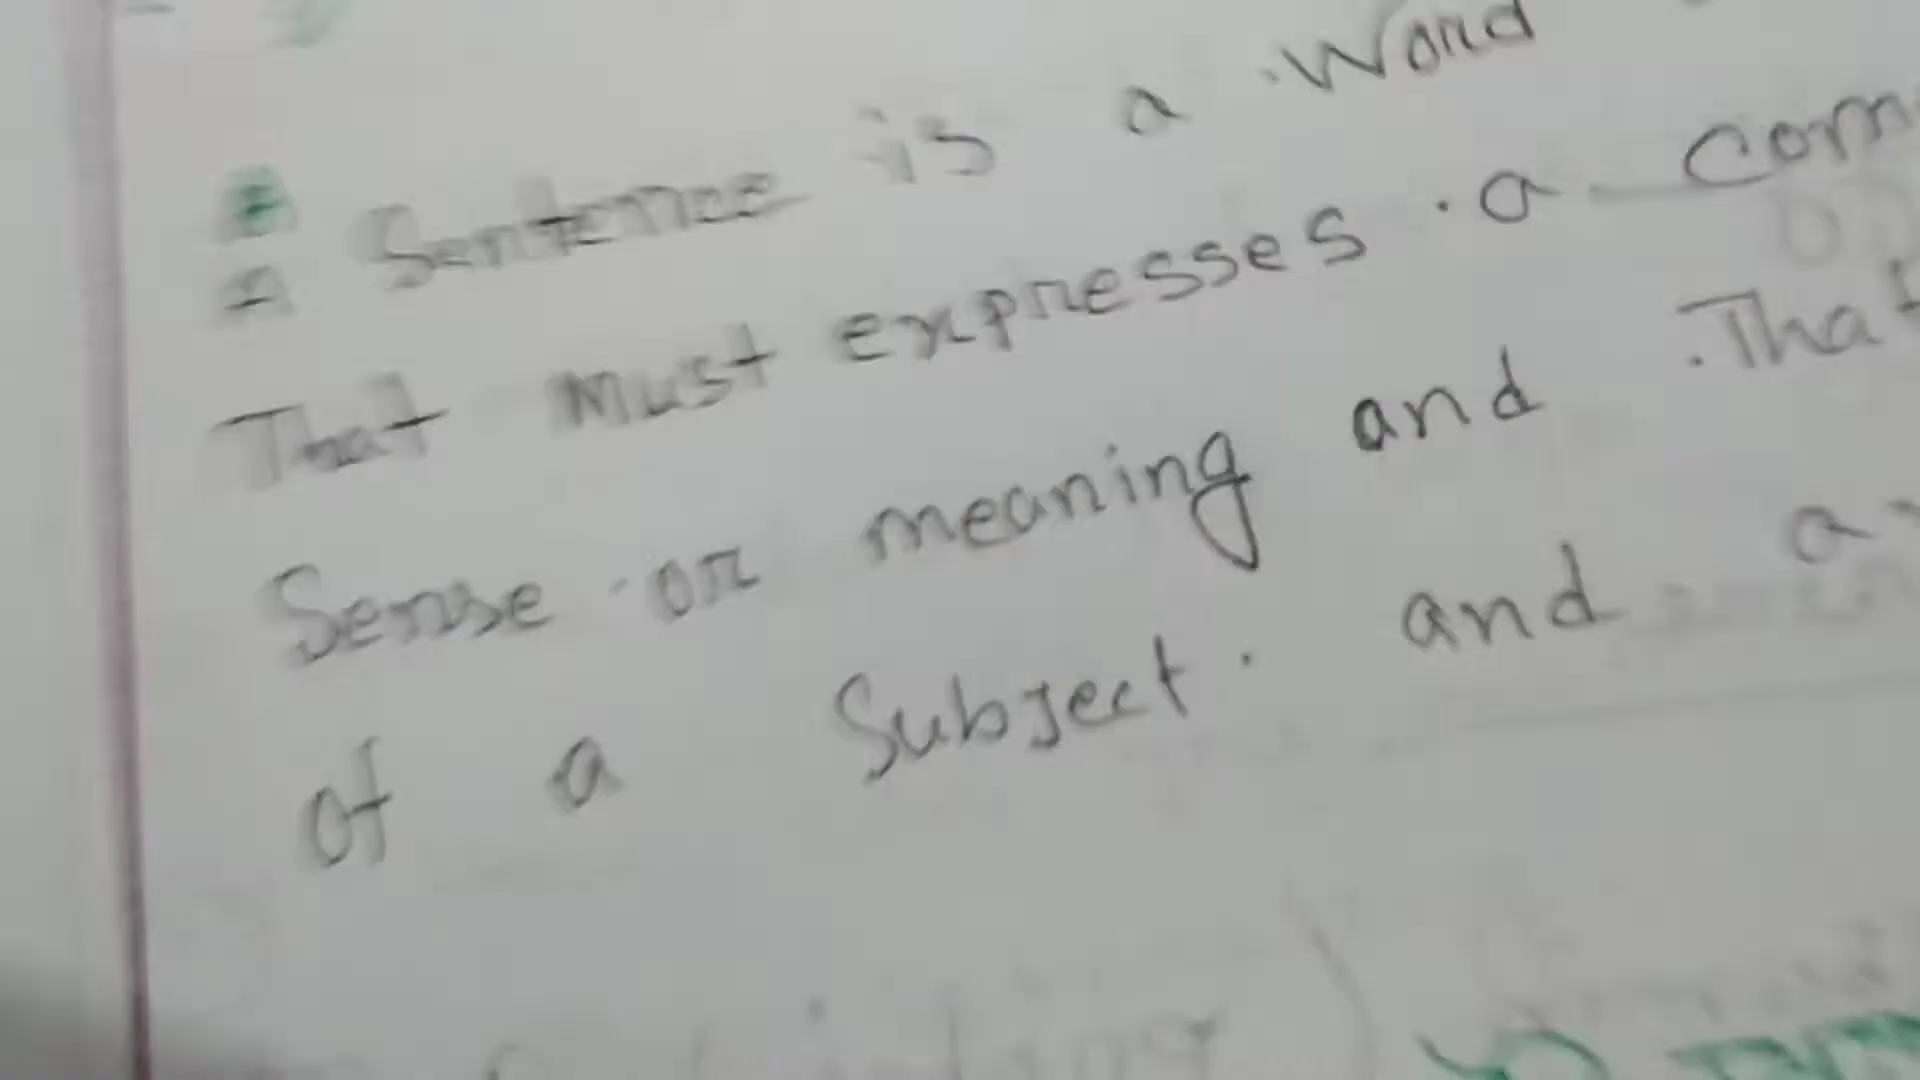 A Sentence is a Word
That Must expresses a com
Sense or meaning and That
of a Subject and a